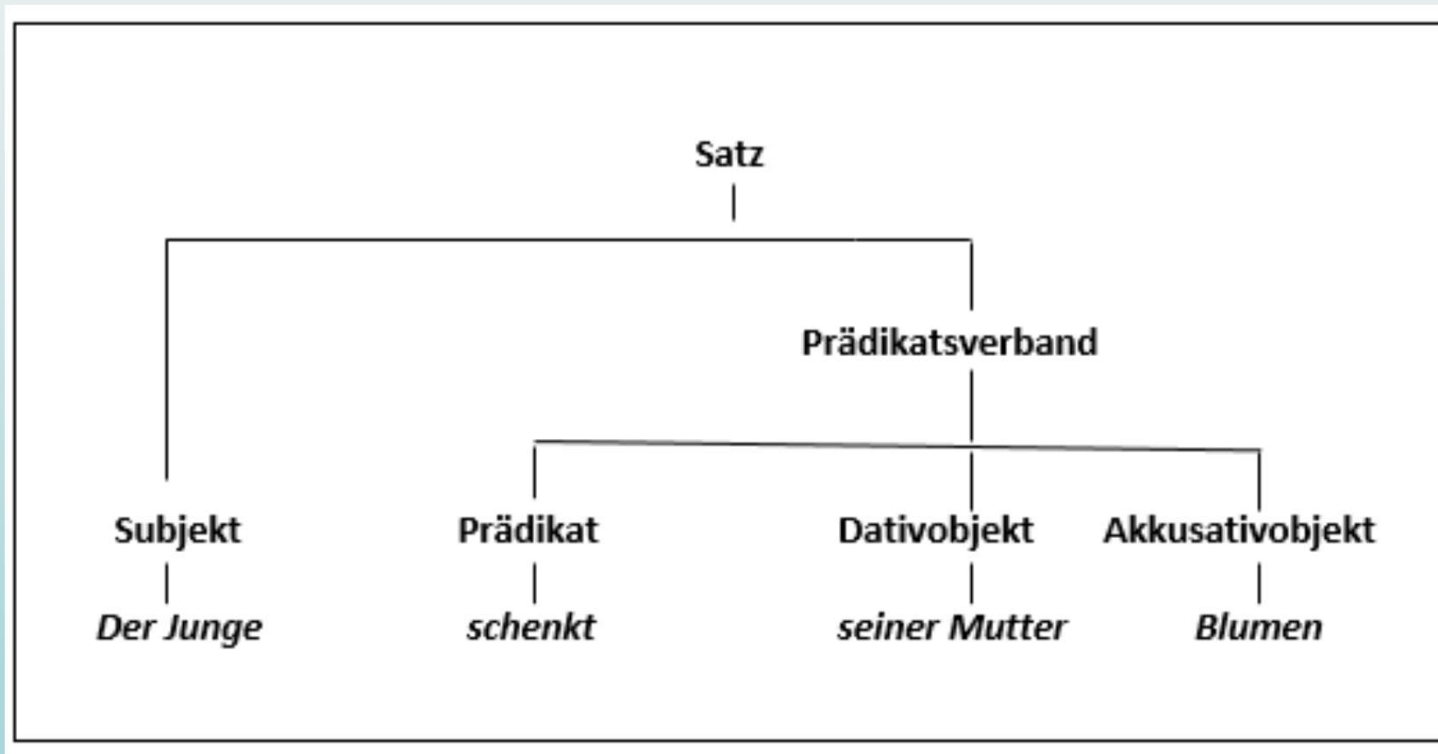 Satz
Prädikatsverband
Subjekt Prädikat Dativobjekt Akkusativobjekt
Der Junge schenkt seiner Mutter Blumen